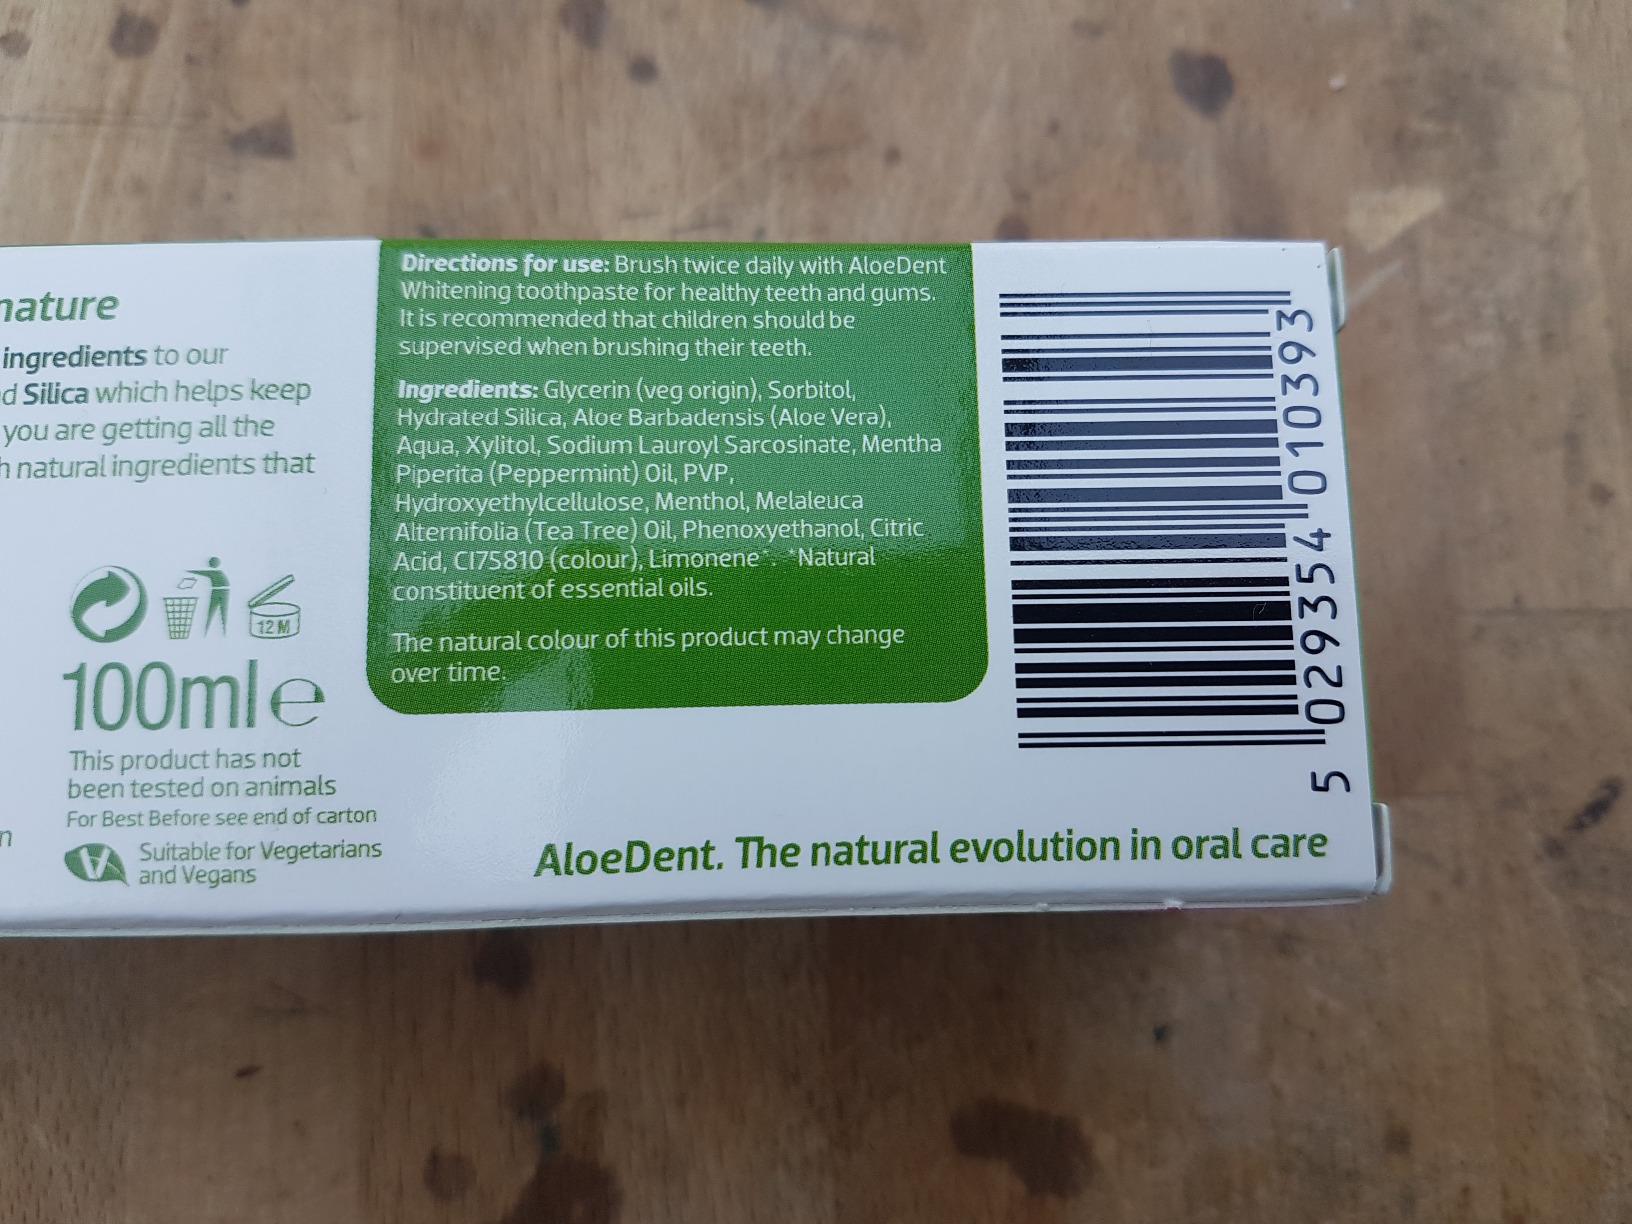 nature
ingredients to our
d Silica which helps keep
you are getting all the
h natural ingredients that
12 M
100ml e
This product has not
been tested on animals
For Best Before see end of carton
n
V
Suitable for Vegetarians
and Vegans
Directions for use: Brush twice daily with AloeDent
Whitening toothpaste for healthy teeth and gums.
It is recommended that children should be
supervised when brushing their teeth.
Ingredients: Glycerin (veg origin), Sorbitol,
Hydrated Silica, Aloe Barbadensis (Aloe Vera),
Aqua, Xylitol, Sodium Lauroyl Sarcosinate, Mentha
Piperita (Peppermint) Oil, PVP,
Hydroxyethylcellulose, Menthol, Melaleuca
Alternifolia (Tea Tree) Oil, Phenoxyethanol, Citric
Acid, CI75810 (colour), Limonene*. *Natural
constituent of essential oils.
The natural colour of this product may change
over time.
5 029354 010393
AloeDent. The natural evolution in oral care